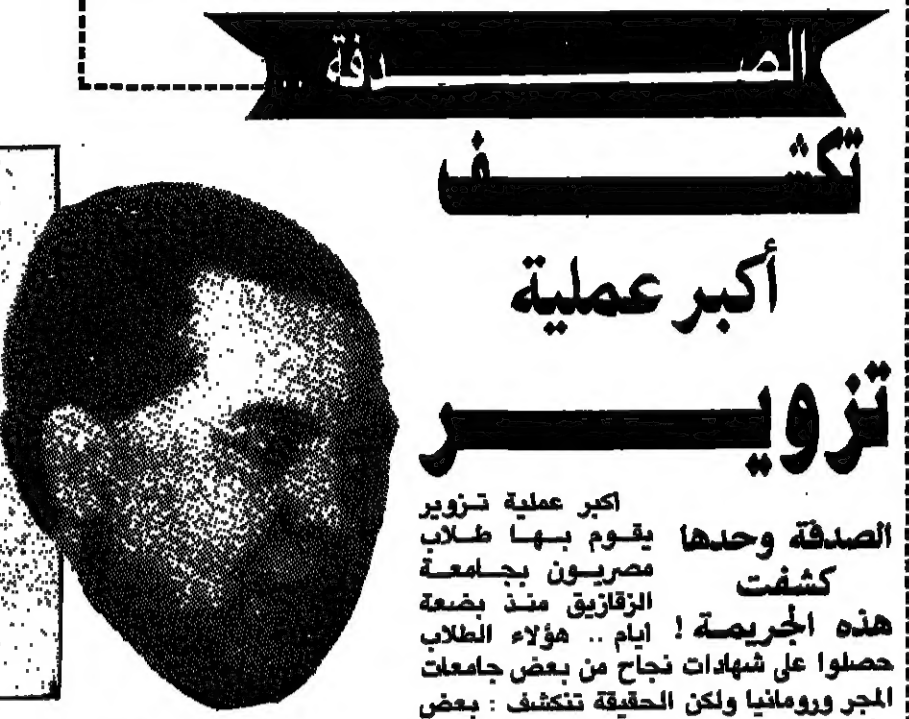 الصدفة ...
تكشف
أكبر عملية
تزوير
الصدفة وحدها
كشفت
هذه الجريمة !
اكبر عملية تزوير
يقوم بها طلاب
مصريون بجامعة
الزقازيق منذ بضعة
ايام .. هؤلاء الطلاب
حصلوا على شهادات نجاح من بعض جامعات
المجر ورومانيا ولكن الحقيقة تنكشف : بعض